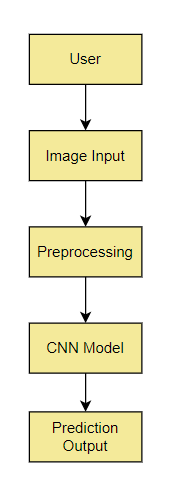 User
Image Input
Preprocessing
CNN Model
Prediction
Output